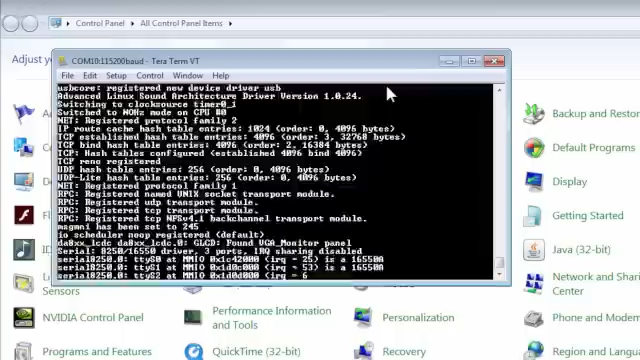 Control Panel
All Control Panel Items
Adjust yo
COM10:115200baud - Tera Term VT
File Edit Setup Control Window Help
usbcore: registered new device driver usb
Advanced Linux Sound Architecture Driver Version 1.0.24.
Switching to clocksource timer0_1
Switched to NOHz mode on CPU #0
NET: Registered protocol family 2
IP route cache hash table entries: 1024 (order: 0, 4096 bytes)
TCP established hash table entries: 4096 (order: 3, 32768 bytes)
TCP bind hash table entries: 4096 (order: 2, 16384 bytes)
TCP: Hash tables configured (established 4096 bind 4096)
TCP reno registered
UDP hash table entries: 256 (order: 0, 4096 bytes)
UDP-Lite hash table entries: 256 (order: 0, 4096 bytes)
NET: Registered protocol family 1
RPC: Registered named UNIX socket transport module.
RPC: Registered udp transport module.
RPC: Registered tcp transport module.
RPC: Registered tcp NFSv4.1 backchannel transport module.
msgmni has been set to 245
io scheduler noop registered (default)
da8xx_lcdc da8xx_lcdc.0: GLCD: Found VGA_Monitor panel
Serial: 8250/16550 driver, 3 ports, IRQ sharing disabled
serial8250.0: ttyS0 at MMIO 0x1c42000 (irq = 25) is a 16550A
serial8250.0: ttyS1 at MMIO 0x1d0c000 (irq = 53) is a 16550A
serial8250.0: ttyS2 at MMIO 0x1d0d000 (irq = 6
Backup and Restor
Default Programs
Display
Getting Started
Java (32-bit)
Network and Sharing
Center
Sensors
NVIDIA Control Panel
Performance Information
and Tools
Personalization
Phone and
Programs and Features
QuickTime (32-bit)
Recovery
Region and Langua